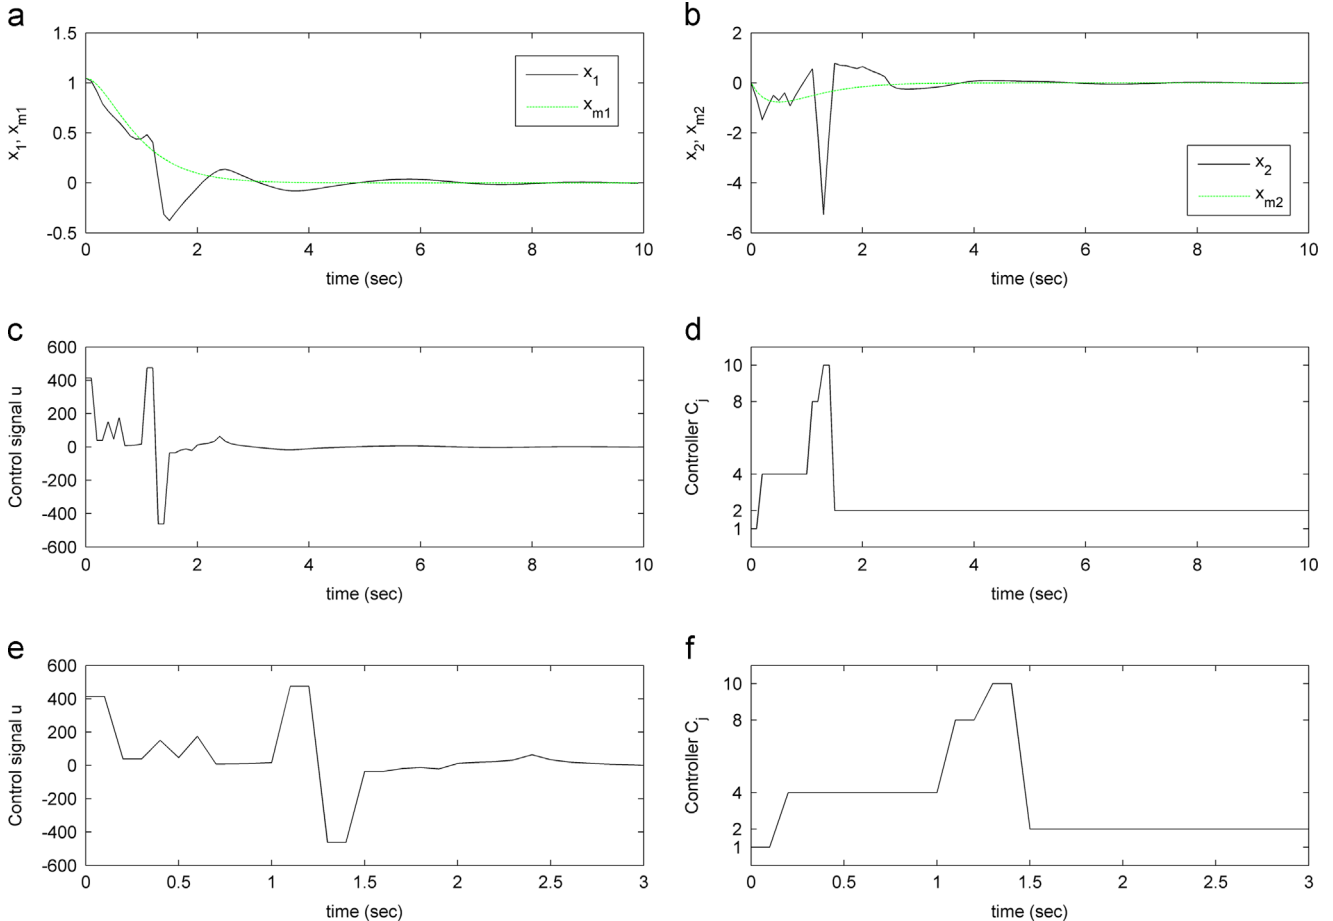 a
1.5
1
0.5
0
-0.5
x1, xm1
x1
xm1
0 2 4 6 8 10
time (sec)
b
2
0
-2
-4
-6
x2, xm2
x2
xm2
0 2 4 6 8 10
time (sec)
c
600
400
200
0
-200
-400
-600
Control signal u
0 2 4 6 8 10
time (sec)
d
10
8
4
2
1
Controller Cj
0 2 4 6 8 10
time (sec)
e
600
400
200
0
-200
-400
-600
Control signal u
0 0.5 1 1.5 2 2.5 3
time (sec)
f
10
8
4
2
1
Controller Cj
0 0.5 1 1.5 2 2.5 3
time (sec)